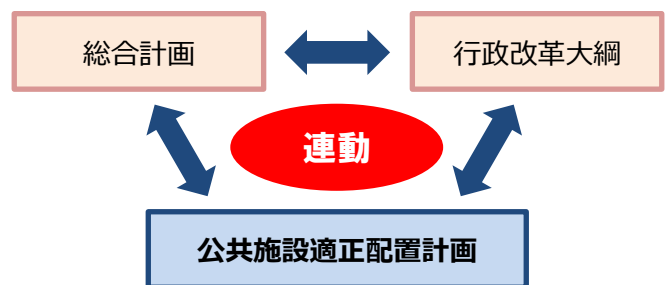 総合計画
行政改革大綱
連動
公共施設適正配置計画